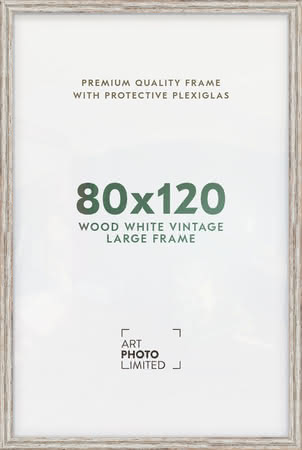 PREMIUM QUALITY FRAME
WITH PROTECTIVE PLEXIGLAS
80x120
WOOD WHITE VINTAGE
LARGE FRAME
ART
PHOTO
LIMITED